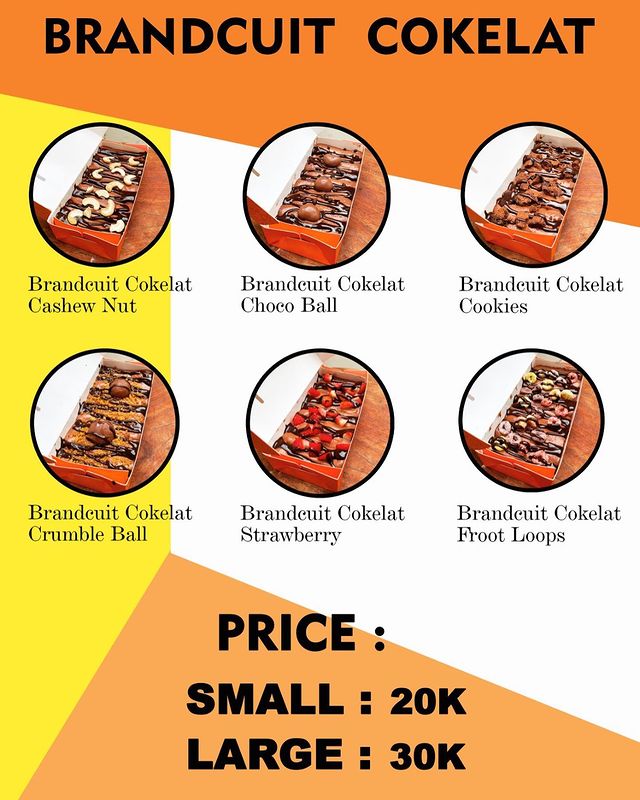 BRANDCUIT COKELAT
Brandcuit Cokelat
Cashew Nut
Brandcuit Cokelat
Choco Ball
Brandcuit Cokelat
Cookies
Brandcuit Cokelat
Crumble Ball
Brandcuit Cokelat
Strawberry
Brandcuit Cokelat
Froot Loops
PRICE :
SMALL : 20K
LARGE : 30K